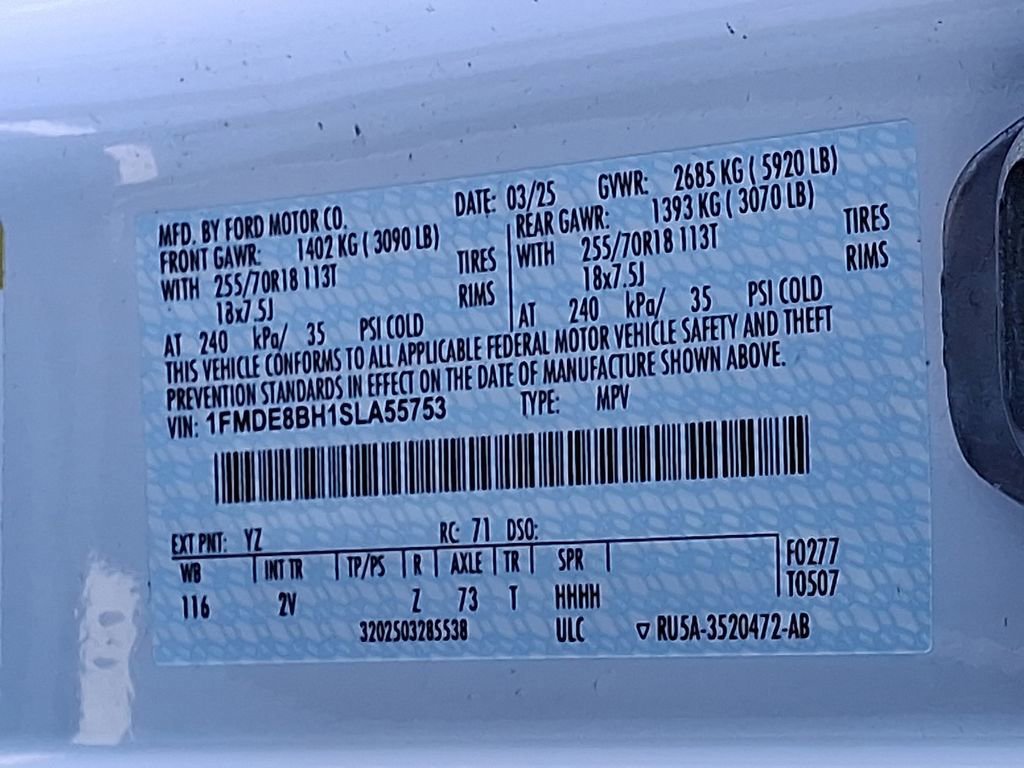 MFD. BY FORD MOTOR CO. DATE: 03/25 GVWR: 2685 KG ( 5920 LB)
FRONT GAWR: 1402 KG ( 3090 LB) REAR GAWR: 1393 KG ( 3070 LB)
WITH 255/70R18 113T TIRES WITH 255/70R18 113T TIRES
18x7.5J RIMS 18x7.5J RIMS
AT 240 kPa/ 35 PSI COLD AT 240 kPa/ 35 PSI COLD
THIS VEHICLE CONFORMS TO ALL APPLICABLE FEDERAL MOTOR VEHICLE SAFETY AND THEFT
PREVENTION STANDARDS IN EFFECT ON THE DATE OF MANUFACTURE SHOWN ABOVE.
VIN: 1FMDE8BH1SLA55753 TYPE: MPV
EXT PNT: YZ RC: 71 DSO:
WB INT TR TP/PS R AXLE TR SPR F0277
116 2V Z 73 T HHHH T0507
3202503285538 ULC ▽ RU5A-3520472-AB